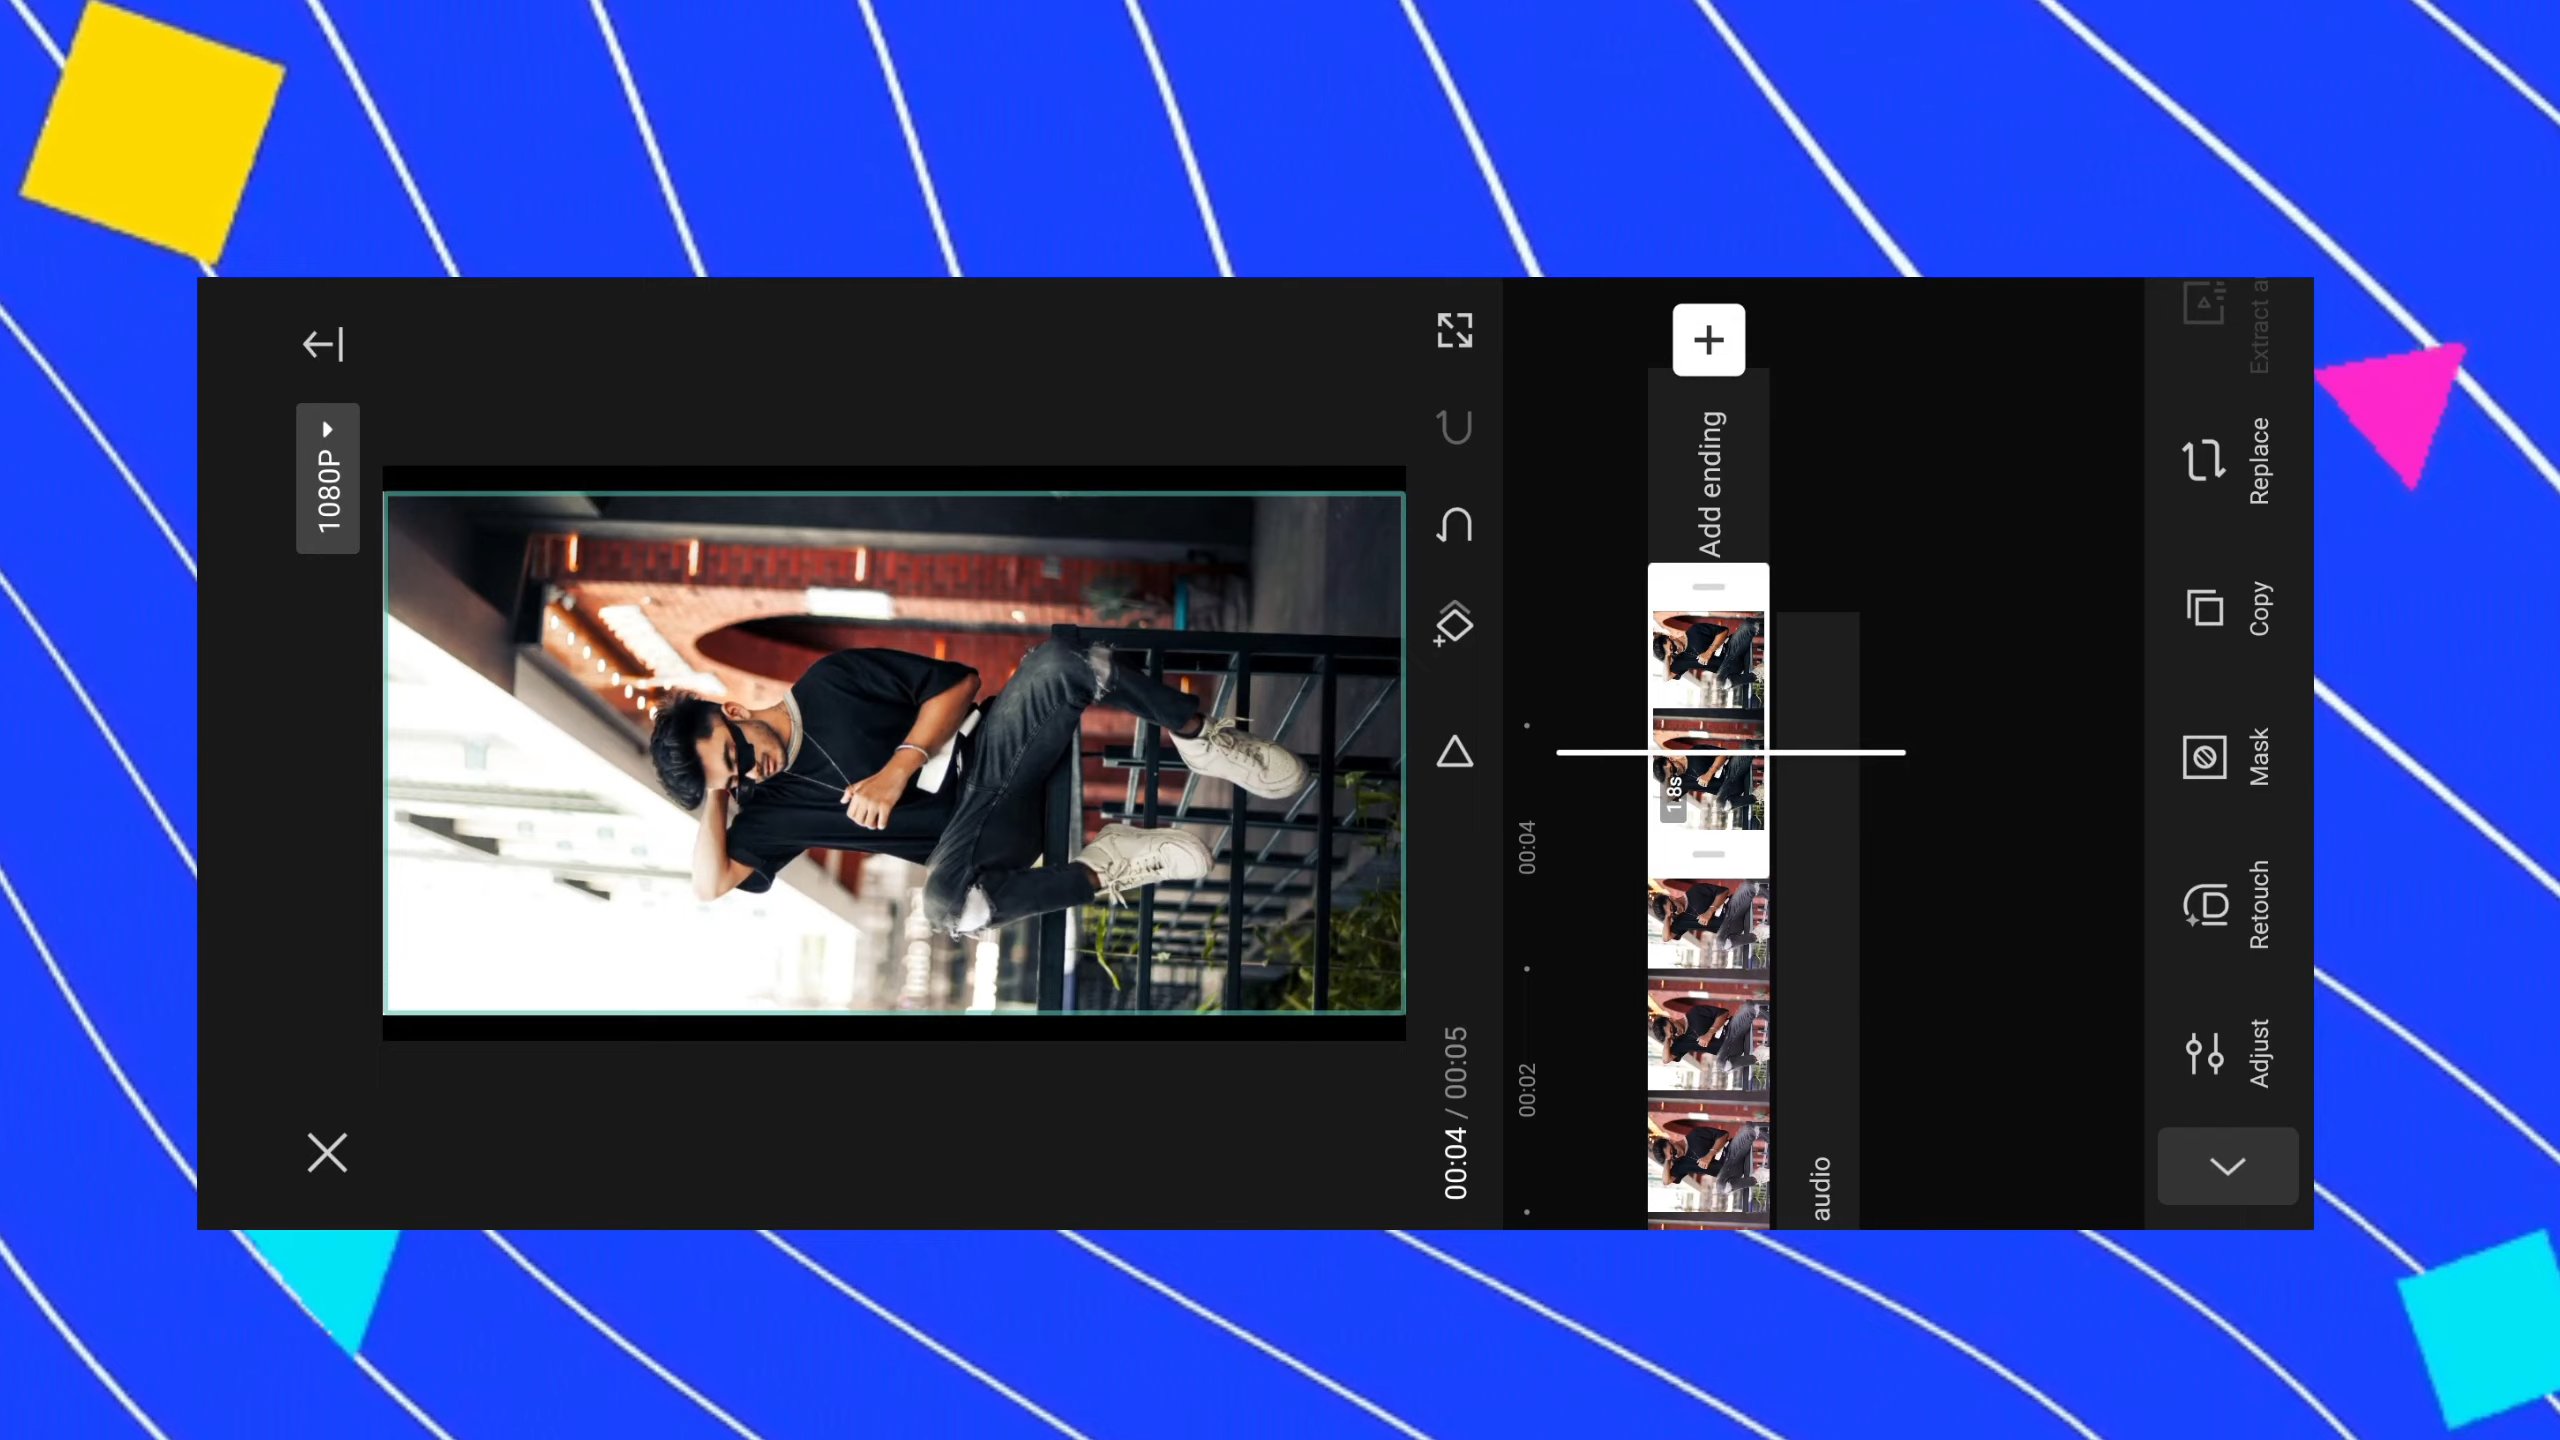 1080P
00:04 / 00:05
00:02
00:04
1.8s
Add ending
audio
Adjust
Retouch
Mask
Copy
Replace
Extract a